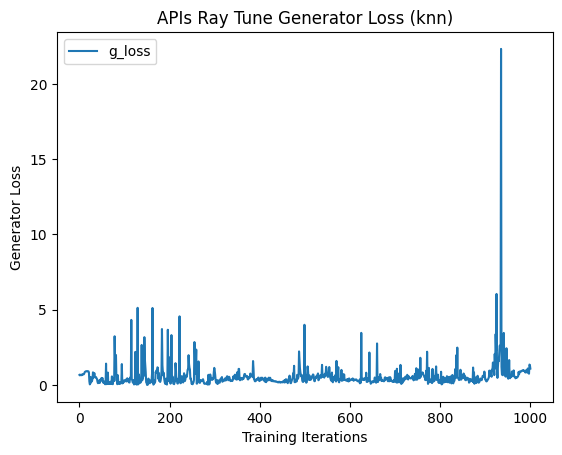 APIs Ray Tune Generator Loss (knn)
g_loss
Generator Loss
20
15
10
5
0
0 200 400 600 800 1000
Training Iterations